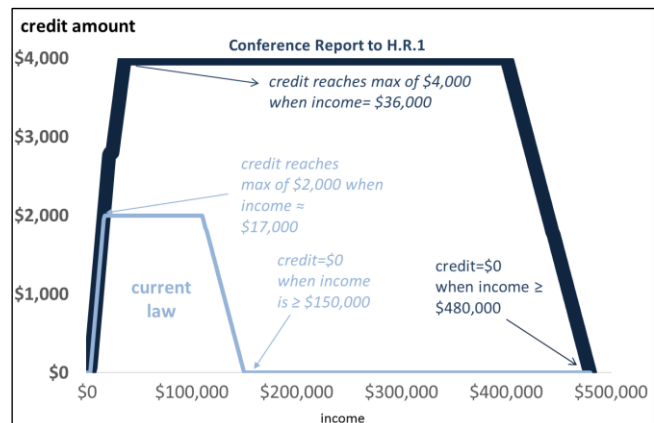 credit amount
Conference Report to H.R.1
$4,000
credit reaches max of $4,000
when income= $36,000
$3,000
credit reaches
max of $2,000 when
income ≈
$17,000
$2,000
credit=$0
when income
is ≥ $150,000
credit=$0
when income ≥
$480,000
current
law
$1,000
$0
$0
$100,000
$200,000
$300,000
$400,000
$500,000
income